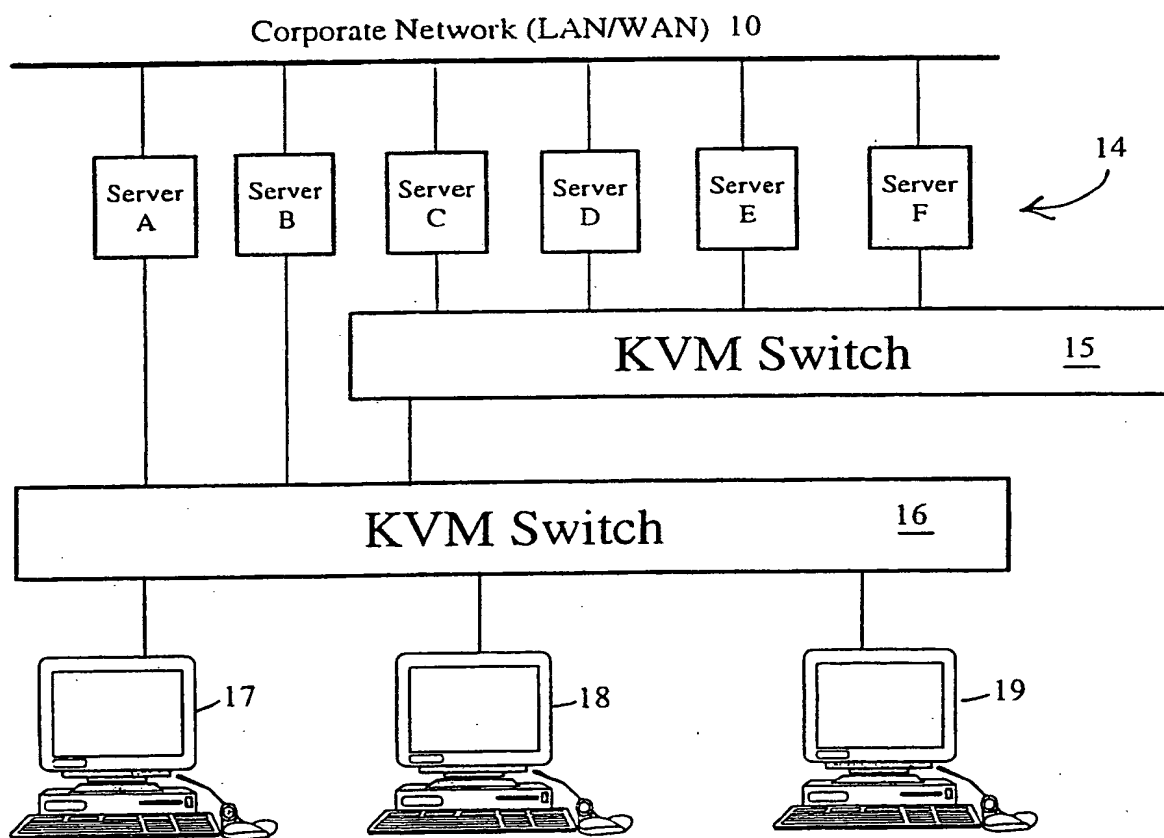 Corporate Network (LAN/WAN) 10
Server A
Server B
Server C
Server D
Server E
Server F
14
KVM Switch 15
KVM Switch 16
17
18
19